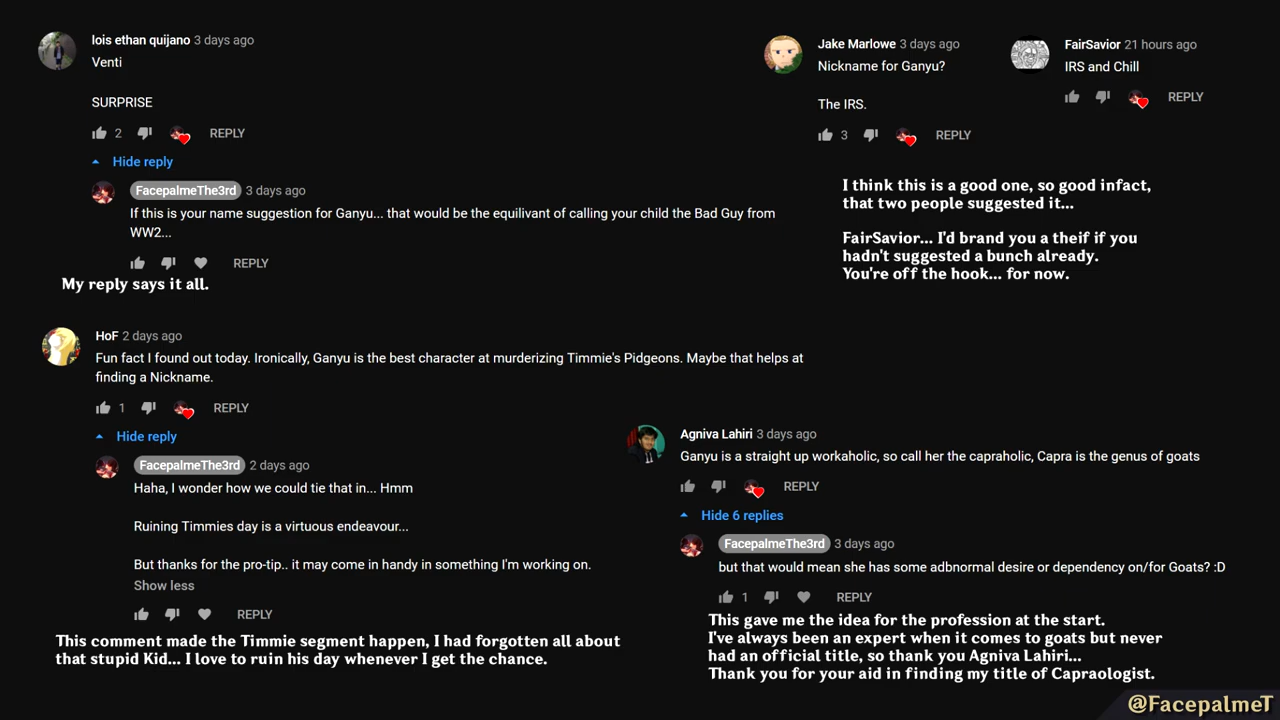 lois ethan quijano 3 days ago
Venti
SURPRISE
2 REPLY
Hide reply
FacepalmeThe3rd 3 days ago
If this is your name suggestion for Ganyu... that would be the equilivant of calling your child the Bad Guy from
WW2...
REPLY
My reply says it all.
Jake Marlowe 3 days ago
Nickname for Ganyu?
The IRS.
3 REPLY
FairSavior 21 hours ago
IRS and Chill
REPLY
I think this is a good one, so good infact,
that two people suggested it...
FairSavior... I'd brand you a theif if you
hadn't suggested a bunch already.
You're off the hook... for now.
HoF 2 days ago
Fun fact I found out today. Ironically, Ganyu is the best character at murderizing Timmie's Pidgeons. Maybe that helps at
finding a Nickname.
1 REPLY
Hide reply
FacepalmeThe3rd 2 days ago
Haha, I wonder how we could tie that in... Hmm
Ruining Timmies day is a virtuous endeavour...
But thanks for the pro-tip.. it may come in handy in something I'm working on.
Show less
REPLY
This comment made the Timmie segment happen, I had forgotten all about
that stupid Kid... I love to ruin his day whenever I get the chance.
Agniva Lahiri 3 days ago
Ganyu is a straight up workaholic, so call her the capraholic, Capra is the genus of goats
REPLY
Hide 6 replies
FacepalmeThe3rd 3 days ago
but that would mean she has some adbnormal desire or dependency on/for Goats? :D
1 REPLY
This gave me the idea for the profession at the start.
I've always been an expert when it comes to goats but never
had an official title, so thank you Agniva Lahiri...
Thank you for your aid in finding my title of Capraologist.
@FacepalmeT